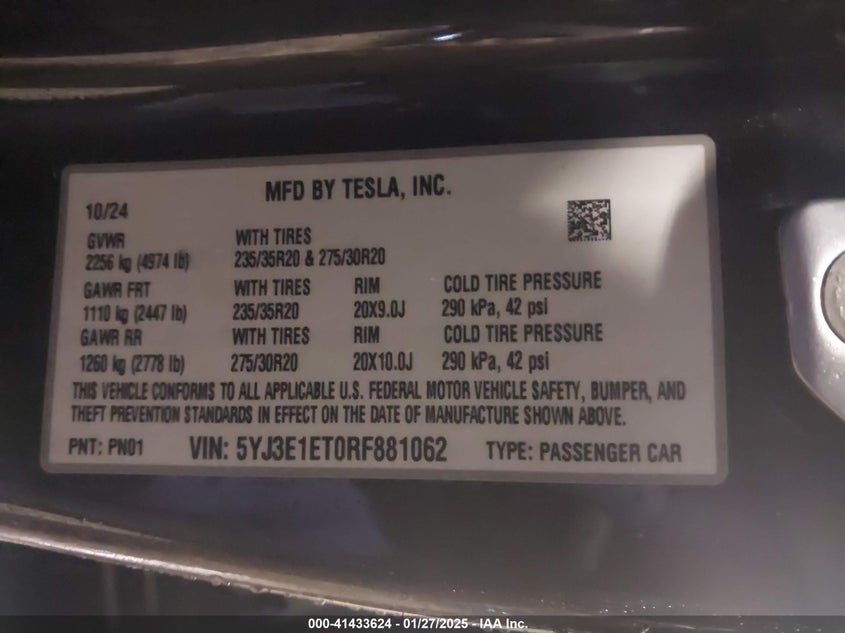 MFD BY TESLA, INC.
10/24
GVWR WITH TIRES
2256 kg (4974 lb) 235/35R20 & 275/30R20
GAWR FRT WITH TIRES RIM COLD TIRE PRESSURE
1110 kg (2447 lb) 235/35R20 20X9.0J 290 kPa, 42 psi
GAWR RR WITH TIRES RIM COLD TIRE PRESSURE
1260 kg (2778 lb) 275/30R20 20X10.0J 290 kPa, 42 psi
THIS VEHICLE CONFORMS TO ALL APPLICABLE U.S. FEDERAL MOTOR VEHICLE SAFETY, BUMPER, AND
THEFT PREVENTION STANDARDS IN EFFECT ON THE DATE OF MANUFACTURE SHOWN ABOVE.
PNT: PN01 VIN: 5YJ3E1ET0RF881062 TYPE: PASSENGER CAR
000-41433624 - 01/27/2025 - © IAA Inc.